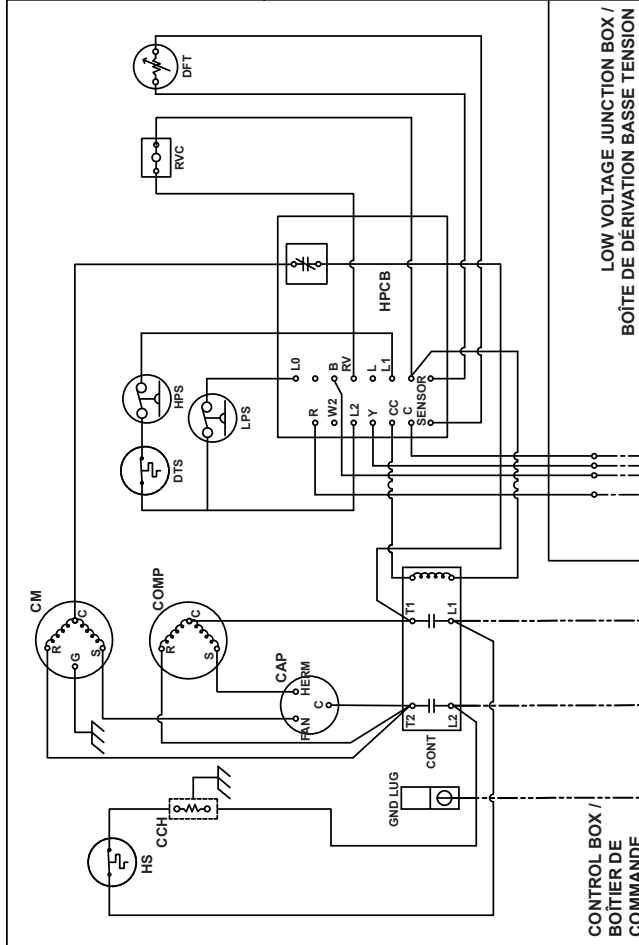 DFT
RVC
HPCB
L0
B
RV
L
L1
R
W2
L2
Y
CC
C
SENSOR
HPS
LPS
DTS
CM
R
G
S
C
COMP
R
S
C
CAP
HERM
FAN
C
T1
L1
T2
L2
CONT
GND LUG
CCH
HS
LOW VOLTAGE JUNCTION BOX /
BOÎTE DE DÉRIVATION BASSE TENSION
CONTROL BOX /
BOÎTIER DE
COMMANDE